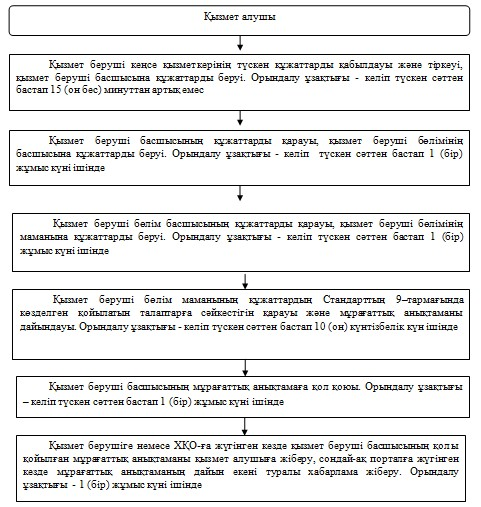 Қызмет алушы
Қызмет беруші кеңсе қызметкерінің түскен құжаттарды қабылдауы және тіркеуі,
қызмет беруші басшысына құжаттарды беруі. Орындалу ұзақтығы - келіп түскен сәттен
бастап 15 (он бес) минуттан артық емес
Қызмет беруші басшысының құжаттарды қарауы, қызмет беруші бөлімінің
басшысына құжаттарды беруі. Орындалу ұзақтығы - келіп түскен сәттен бастап 1 (бір)
жұмыс күні ішінде
Қызмет беруші бөлім басшысының құжаттарды қарауы, қызмет беруші бөлімінің
маманына құжаттарды беруі. Орындалу ұзақтығы - келіп түскен сәттен бастап 1 (бір)
жұмыс күні ішінде
Қызмет беруші бөлім маманының құжаттардың Стандарттың 9–тармағында
көзделген қойылатын талаптарға сәйкестігін қарауы және мұрағаттық анықтаманы
дайындауы. Орындалу ұзақтығы - келіп түскен сәттен бастап 10 (он) күнтізбелік күн ішінде
Қызмет беруші басшысының мұрағаттық анықтамаға қол қоюы. Орындалу ұзақтығы
– келіп түскен сәттен бастап 1 (бір) жұмыс күні ішінде
Қызмет берушіге немесе ХҚО-ға жүгінген кезде қызмет беруші басшысының қолы
қойылған мұрағаттық анықтаманы қызмет алушыға жіберу, сондай-ақ порталға жүгінген
кезде мұрағаттық анықтаманың дайын екені туралы хабарлама жіберу. Орындалу
ұзақтығы - 1 (бір) жұмыс күні ішінде